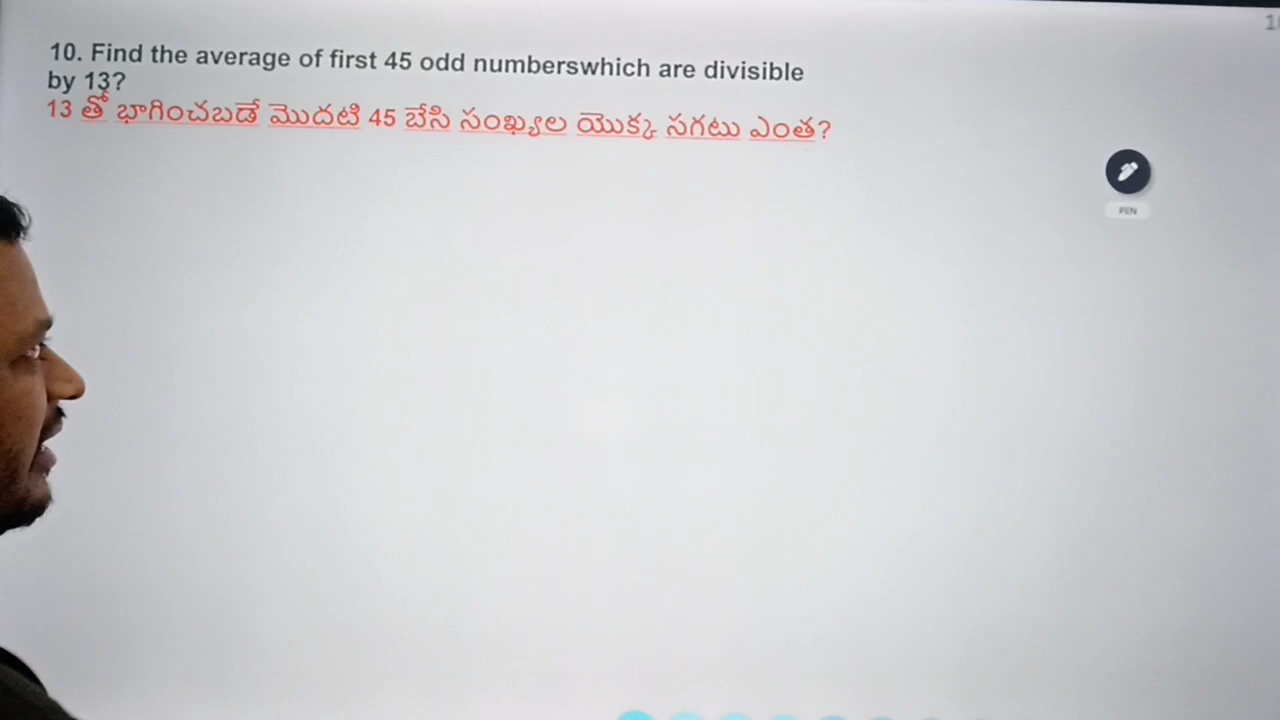 10. Find the average of first 45 odd numberswhich are divisible
by 13?
13 తో భాగించబడే మొదటి 45 బేసి సంఖ్యల యొక్క సగటు ఎంత?
PEN